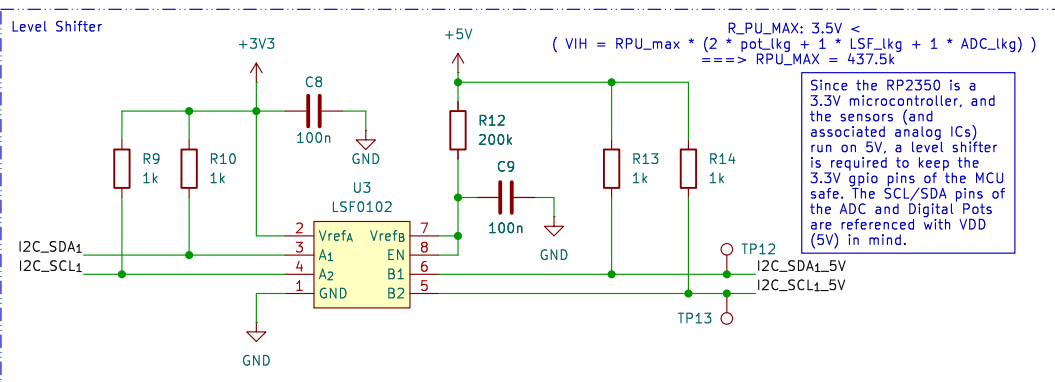 Level Shifter
R_PU_MAX: 3.5V <
( VIH = RPU_max * (2 * pot_lkg + 1 * LSF_lkg + 1 * ADC_lkg) )
===> RPU_MAX = 437.5k
+3V3
+5V
Since the RP2350 is a
3.3V microcontroller, and
the sensors (and
associated analog ICs)
run on 5V, a level shifter
is required to keep the
3.3V gpio pins of the MCU
safe. The SCL/SDA pins of
the ADC and Digital Pots
are referenced with VDD
(5V) in mind.
C8
100n
GND
R12
200k
R9
1k
R10
1k
R13
1k
R14
1k
C9
100n
GND
U3
LSF0102
2 VrefA VrefB 7
3 A1 EN 8
4 A2 B1 6
1 GND B2 5
I2C_SDA1
I2C_SCL1
TP12
I2C_SDA1_5V
I2C_SCL1_5V
TP13
GND